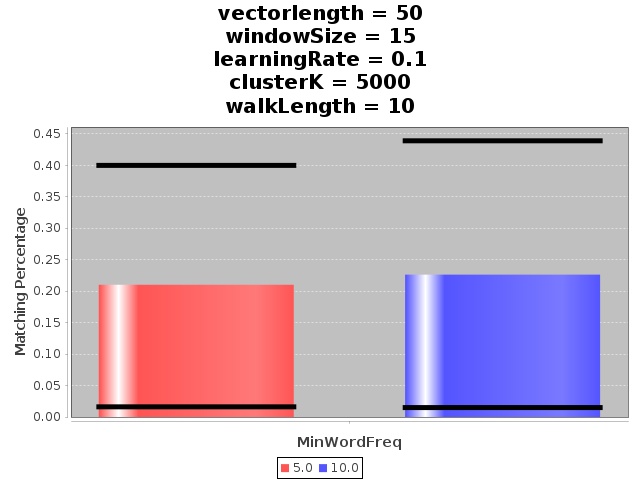 vectorlength = 50
windowSize = 15
learningRate = 0.1
clusterK = 5000
walkLength = 10
0.45
0.40
0.35
0.30
0.25
0.20
0.15
0.10
0.05
0.00
Matching Percentage
MinWordFreq
5.0 10.0